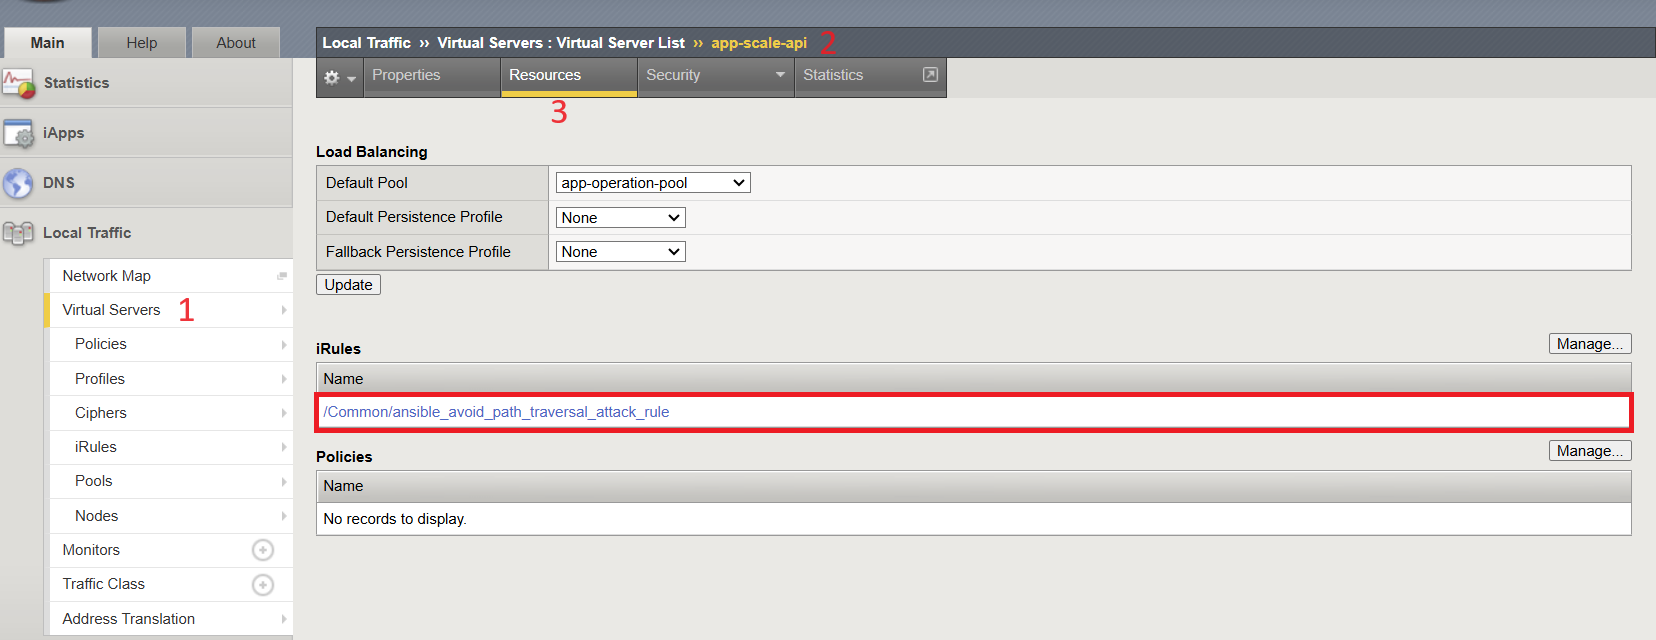 Main
Help
About
Statistics
iApps
DNS
Local Traffic
Network Map
Virtual Servers 1
Policies
Profiles
Ciphers
iRules
Pools
Nodes
Monitors
Traffic Class
Address Translation
Local Traffic ›› Virtual Servers : Virtual Server List ›› app-scale-api 2
Properties
Resources
Security
Statistics
3
Load Balancing
Default Pool app-operation-pool
Default Persistence Profile None
Fallback Persistence Profile None
Update
iRules Manage...
Name
/Common/ansible_avoid_path_traversal_attack_rule
Policies Manage...
Name
No records to display.